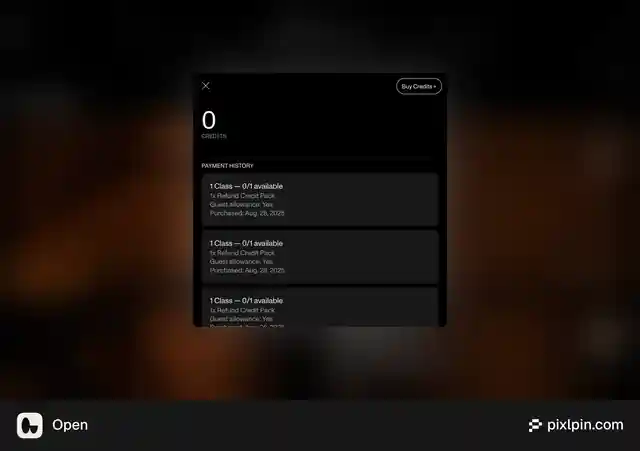 Buy Credits +
0
CREDITS
PAYMENT HISTORY
1 Class — 0/1 available
1x Refund Credit Pack
Guest allowance: Yes
Purchased: Aug. 28, 2025
1 Class — 0/1 available
1x Refund Credit Pack
Guest allowance: Yes
Purchased: Aug. 28, 2025
1 Class — 0/1 available
1x Refund Credit Pack
Guest allowance: Yes
Open
pixlpin.com